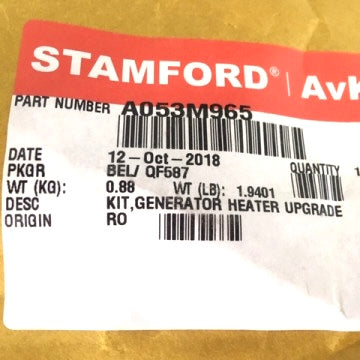 STAMFORD® | AvK
PART NUMBER A053M965
DATE 12-Oct-2018
PKGR BEL/ QF587 QUANTITY 1
WT (KG): 0.88 WT (LB): 1.9401
DESC KIT,GENERATOR HEATER UPGRADE
ORIGIN RO